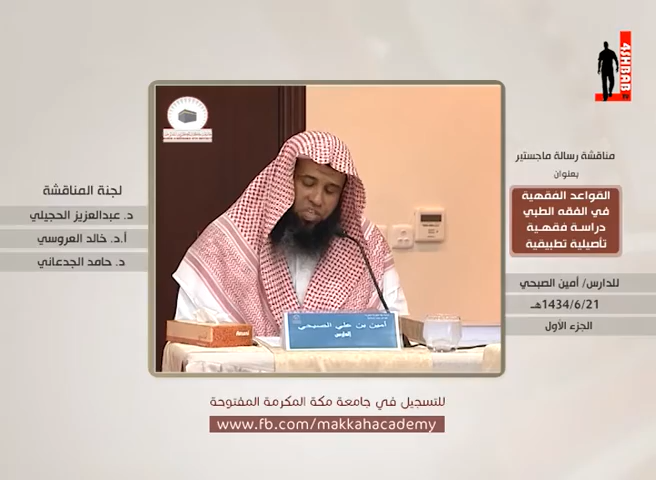 4SHBAB
TV
مناقشة رسالة ماجستير
بعنوان
القواعد الفقهية
في الفقه الطبي
دراسة فقهية
تأصيلية تطبيقية
للدارس/ أمين الصبحي
1434/6/21هـ
الجزء الأول
لجنة المناقشة
د. عبدالعزيز الحجيلي
أ.د. خالد العروسي
د. حامد الجدعاني
أمين بن علي الصبحي
الدارس
للتسجيل في جامعة مكة المكرمة المفتوحة
www.fb.com/makkahacademy